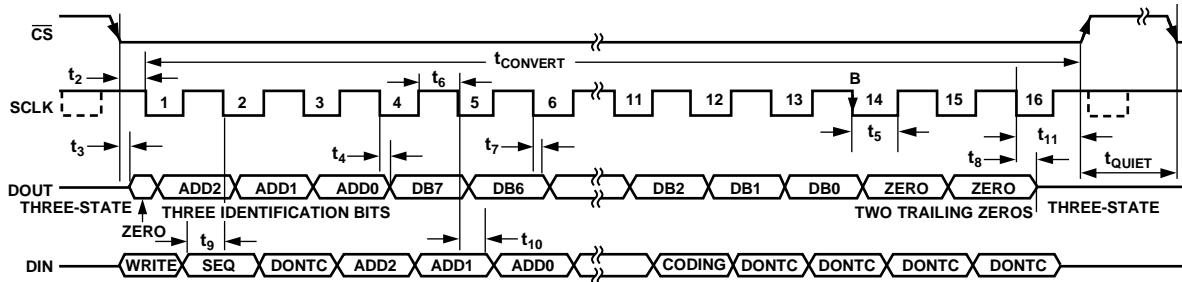 CS
t2
tCONVERT
t6
B
SCLK
1 2 3 4 5 6 11 12 13 14 15 16
t3
t4
t7
t5
t11
t8
tQUIET
DOUT
ADD2 ADD1 ADD0 DB7 DB6 DB2 DB1 DB0 ZERO ZERO
THREE-STATE
THREE IDENTIFICATION BITS
TWO TRAILING ZEROS
THREE-STATE
ZERO
t9
t10
DIN
WRITE SEQ DONTC ADD2 ADD1 ADD0 CODING DONTC DONTC DONTC DONTC